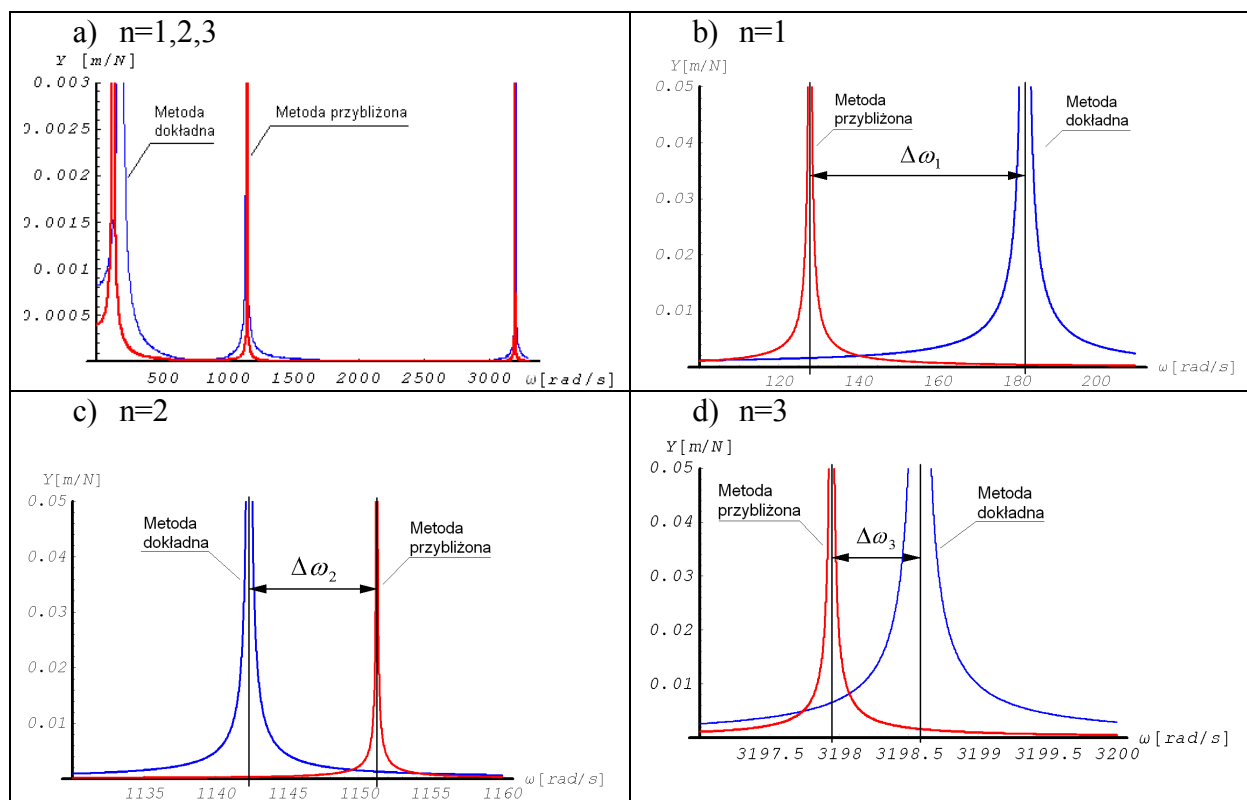 a) n=1,2,3
Y [m/N]
0.003
0.0025
0.002
0.0015
0.001
0.0005
Metoda
dokładna
Metoda przybliżona
500 1000 1500 2000 2500 3000 ω[rad/s]
b) n=1
Y[m/N]
0.05
0.04
0.03
0.02
0.01
Metoda
przybliżona
Metoda
dokładna
Δω1
120 140 160 180 200 ω[rad/s]
c) n=2
Y[m/N]
0.05
0.04
0.03
0.02
0.01
Metoda
dokładna
Metoda
przybliżona
Δω2
1135 1140 1145 1150 1155 1160 ω[rad/s]
d) n=3
Y[m/N]
0.05
0.04
0.03
0.02
0.01
Metoda
przybliżona
Metoda
dokładna
Δω3
3197.5 3198 3198.5 3199 3199.5 3200 ω[rad/s]